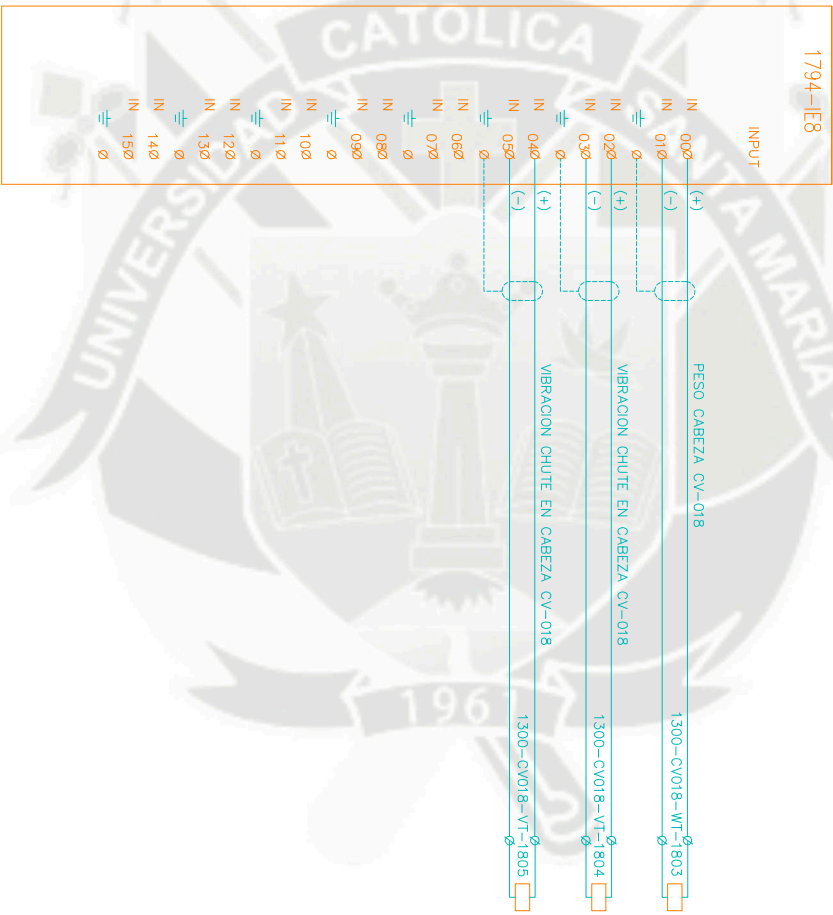 1794-IE8
INPUT
IN 00Ø (+)
IN 01Ø (-)
Ø
PESO CABEZA CV-018
1300-CV018-WT-1803
Ø
Ø
IN 02Ø (+)
IN 03Ø (-)
Ø
VIBRACION CHUTE EN CABEZA CV-018
1300-CV018-VT-1804
Ø
Ø
IN 04Ø (+)
IN 05Ø (-)
Ø
VIBRACION CHUTE EN CABEZA CV-018
1300-CV018-VT-1805
Ø
Ø
IN 06Ø
IN 07Ø
Ø
IN 08Ø
IN 09Ø
Ø
IN 10Ø
IN 11Ø
Ø
IN 12Ø
IN 13Ø
Ø
IN 14Ø
IN 15Ø
Ø
UNIVERSIDAD CATOLICA SANTA MARIA
1961